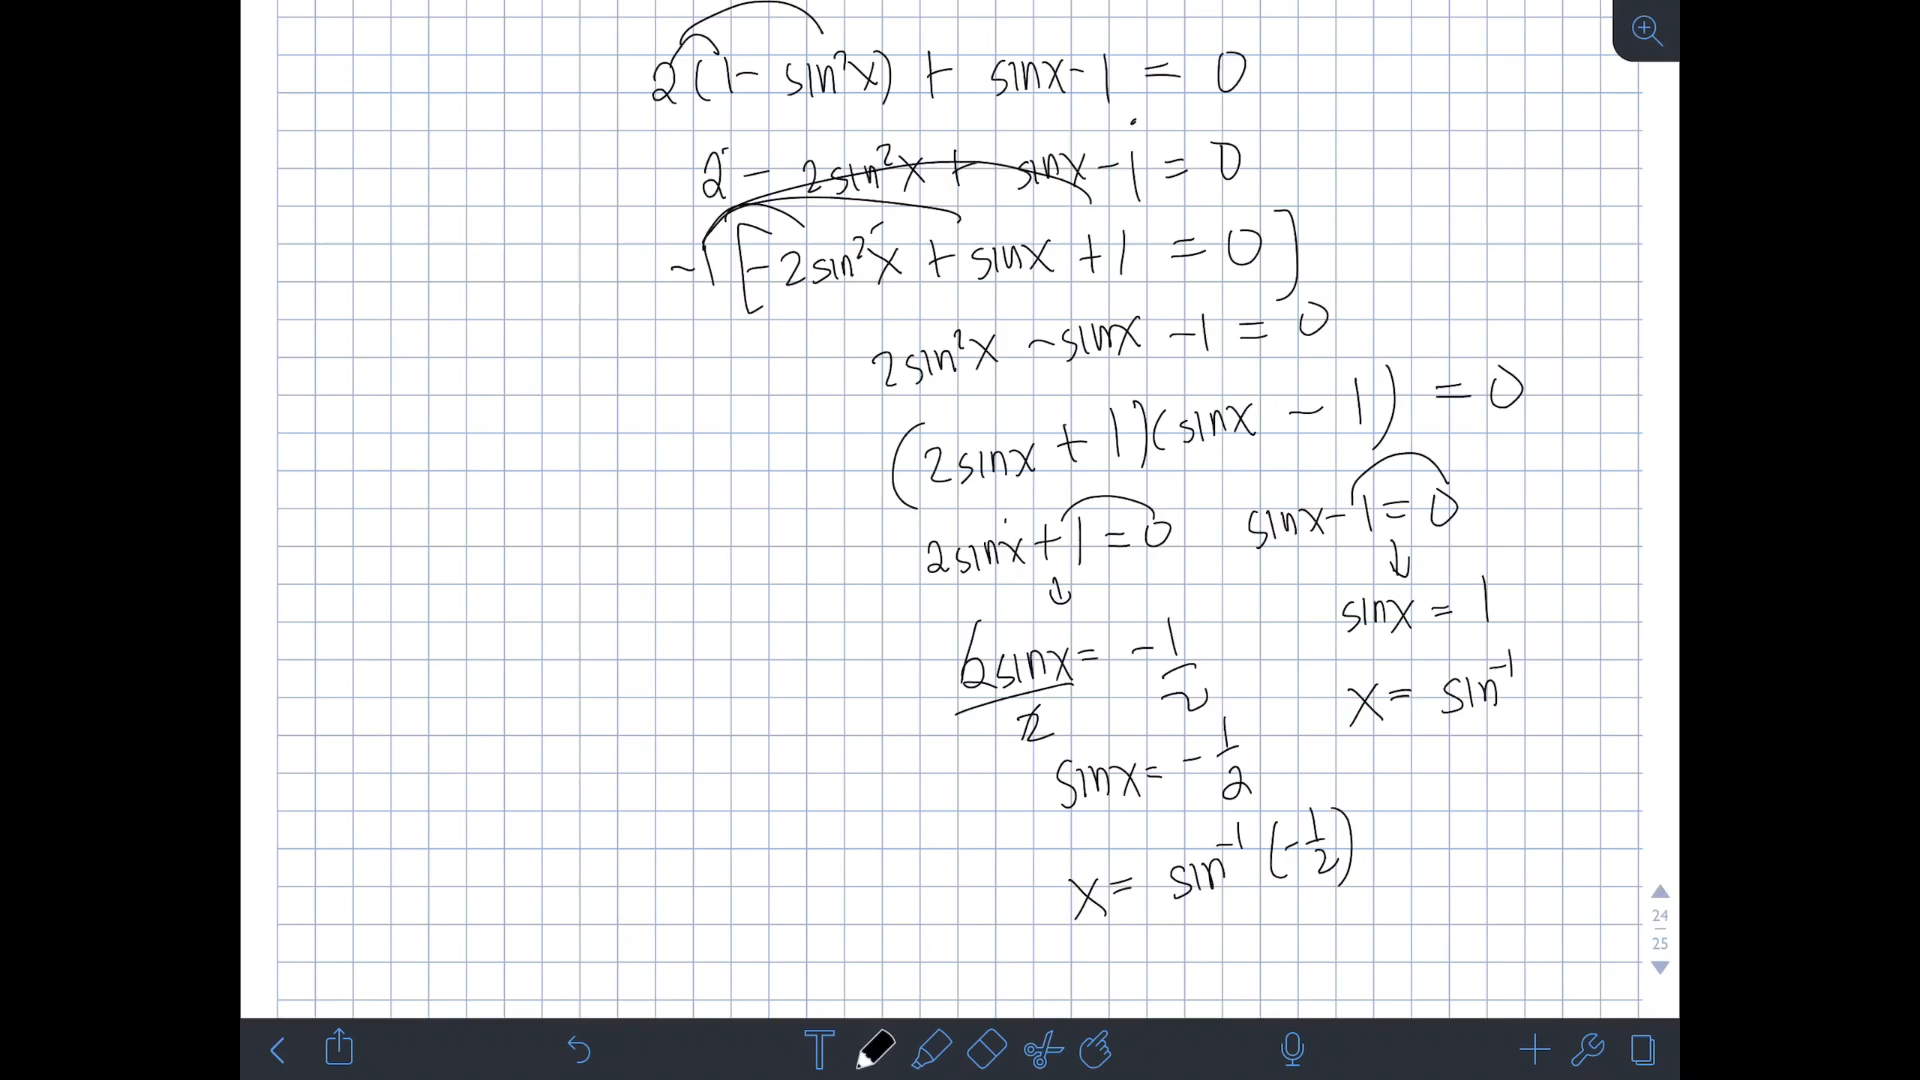 2(1 - sin²x) + sinx - 1 = 0
2 - 2sin²x + sinx - 1 = 0
-1[-2sin²x + sinx + 1 = 0]
2sin²x - sinx - 1 = 0
(2sinx + 1)(sinx - 1) = 0
2sinx + 1 = 0 sinx - 1 = 0
↓ ↓
2sinx/2 = -1/2 sinx = 1
sinx = -1/2 x = sin⁻¹
x = sin⁻¹(-1/2)
24
25
T